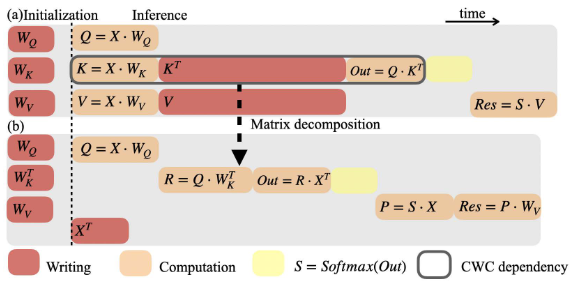 (a) Initialization Inference time
W_Q Q = X · W_Q
W_K K = X · W_K K^T Out = Q · K^T
W_V V = X · W_V V Res = S · V
(b) Matrix decomposition
W_Q Q = X · W_Q
W_K^T R = Q · W_K^T Out = R · X^T
W_V P = S · X Res = P · W_V
X^T
Writing Computation S = Softmax(Out) CWC dependency